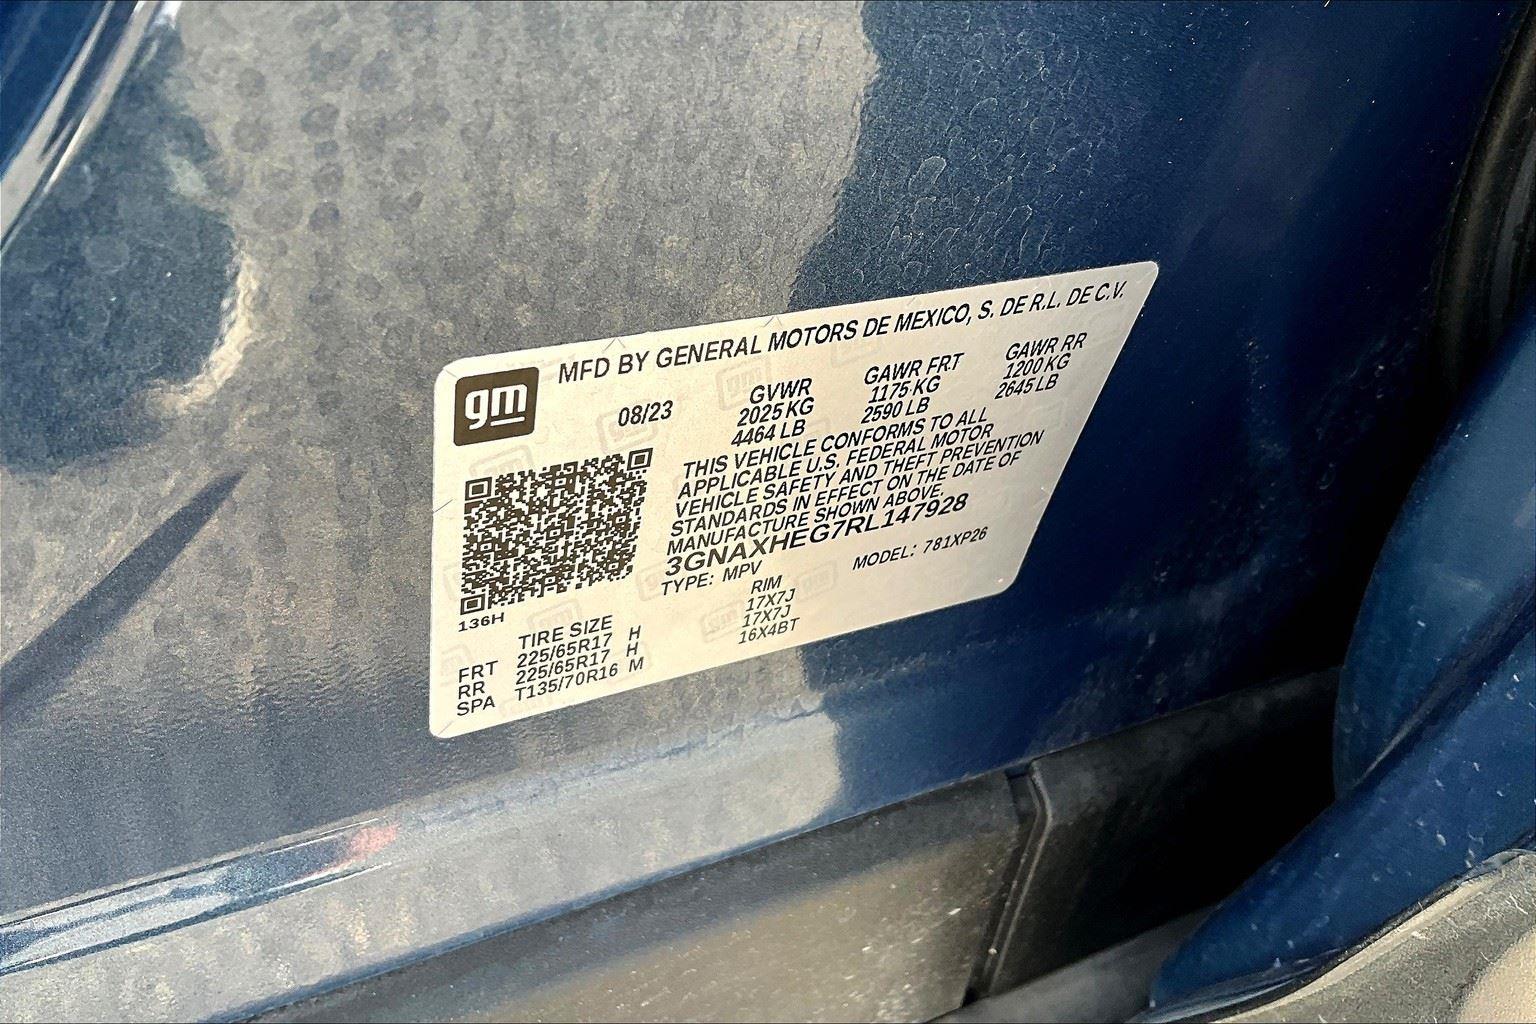 MFD BY GENERAL MOTORS DE MEXICO, S. DE R.L. DE C.V.
gm
08/23
GVWR
2025 KG
4464 LB
GAWR FRT
1175 KG
2590 LB
GAWR RR
1200 KG
2645 LB
THIS VEHICLE CONFORMS TO ALL
APPLICABLE U.S. FEDERAL MOTOR
VEHICLE SAFETY AND THEFT PREVENTION
STANDARDS IN EFFECT ON THE DATE OF
MANUFACTURE SHOWN ABOVE.
3GNAXHEG7RL147928
TYPE: MPV
MODEL: 781XP26
136H
TIRE SIZE
RIM
FRT 225/65R17 H 17X7J
RR 225/65R17 H 17X7J
SPA T135/70R16 M 16X4BT